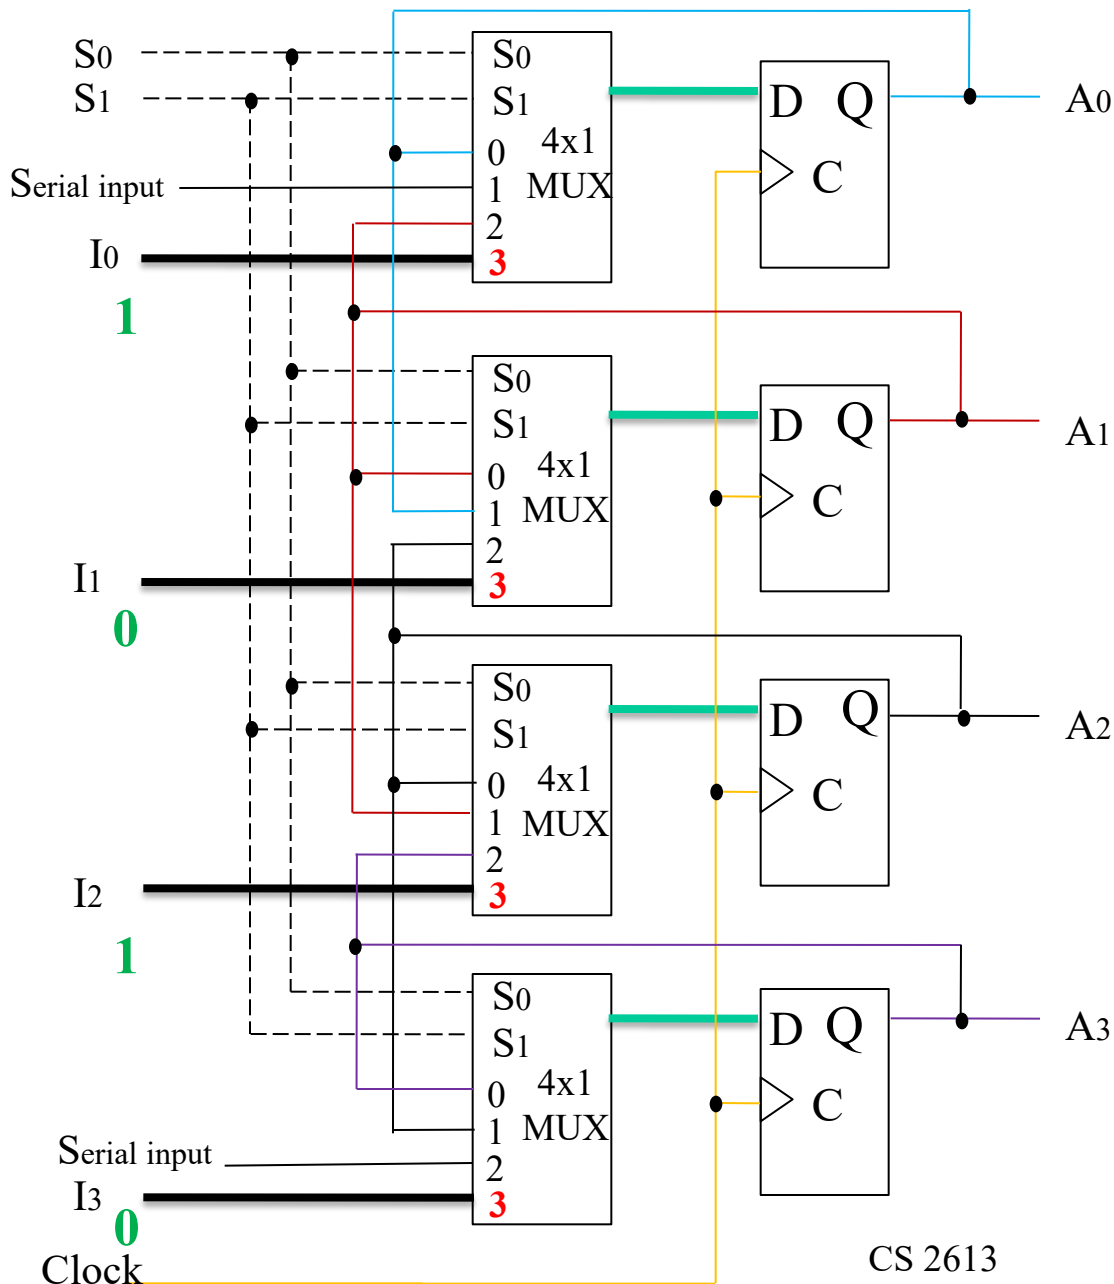 S0
S1
Serial input
I0
1
S0
S1
0
1
2
3
4x1
MUX
D Q
C
A0
I1
0
S0
S1
0
1
2
3
4x1
MUX
D Q
C
A1
I2
1
S0
S1
0
1
2
3
4x1
MUX
D Q
C
A2
Serial input
I3
0
S0
S1
0
1
2
3
4x1
MUX
D Q
C
A3
Clock
CS 2613